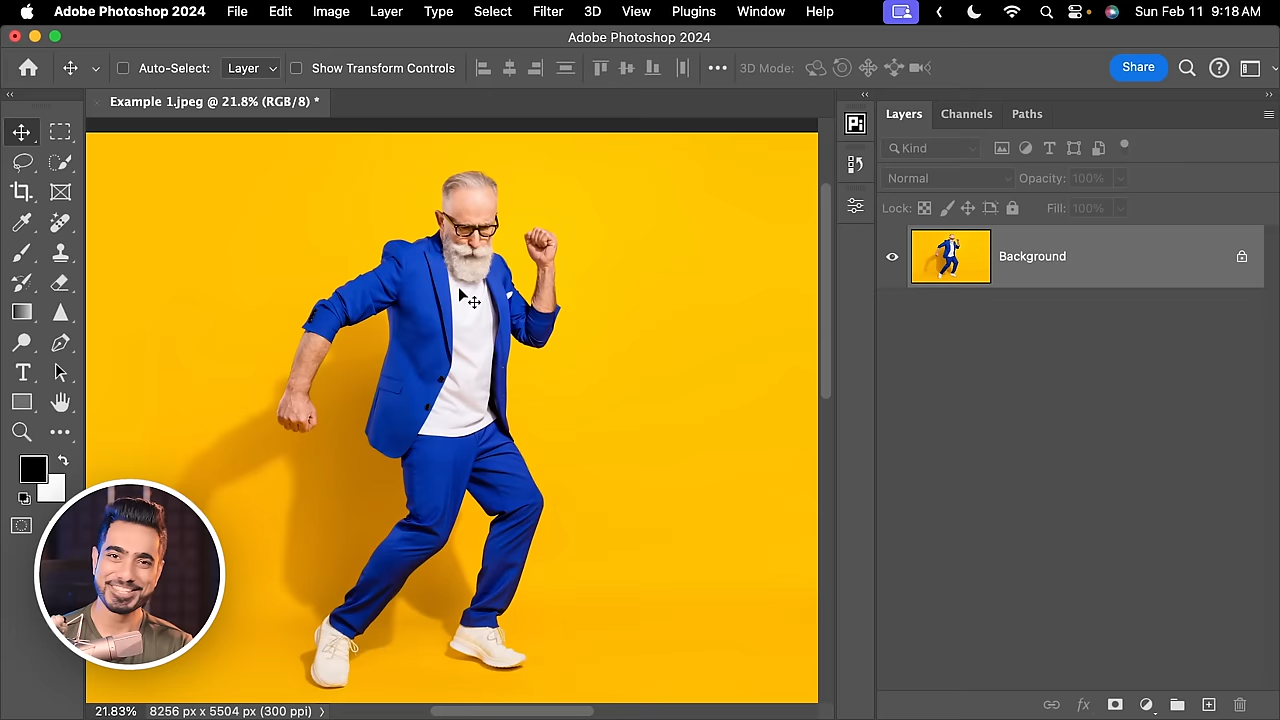 Adobe Photoshop 2024 File Edit Image Layer Type Select Filter 3D View Plugins Window Help Sun Feb 11 9:18 AM
Adobe Photoshop 2024
Auto-Select: Layer Show Transform Controls 3D Mode: Share
Example 1.jpeg @ 21.8% (RGB/8) *
Layers Channels Paths
Kind
Normal Opacity: 100%
Lock: Fill: 100%
Background
21.83% 8256 px x 5504 px (300 ppi)